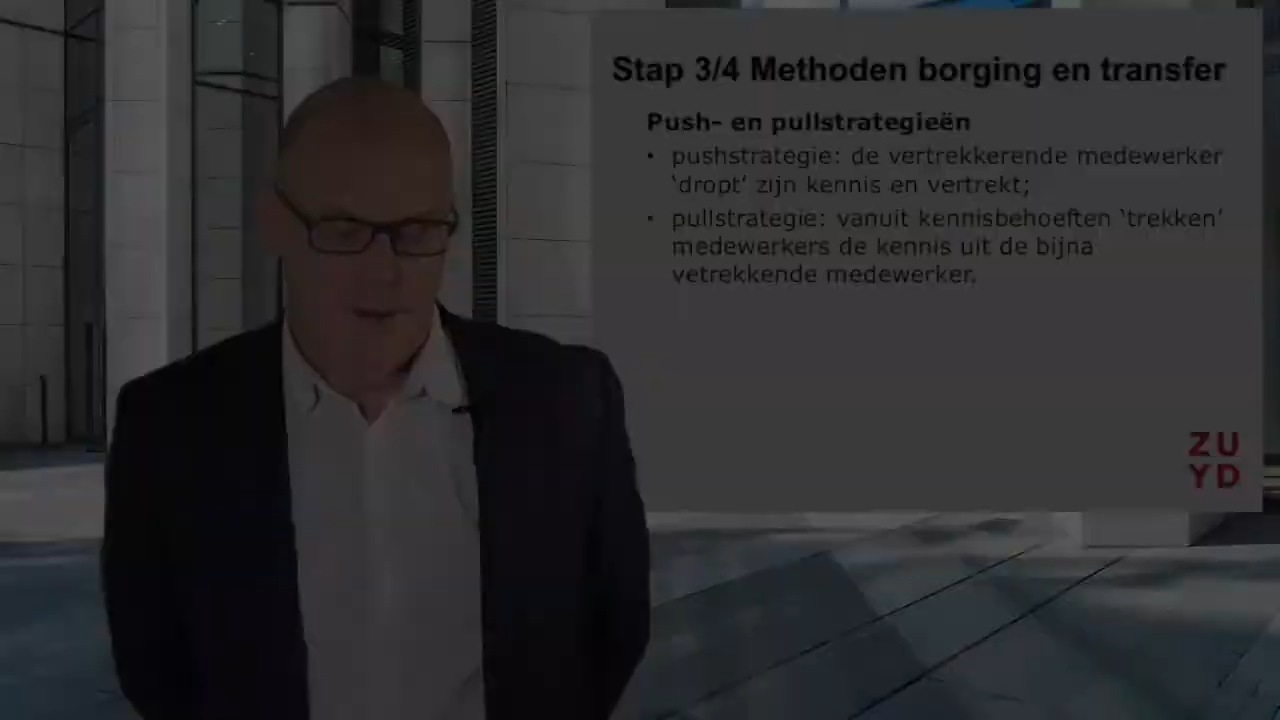 Stap 3/4 Methoden borging en transfer
Push- en pullstrategieën
• pushstrategie: de vertrekkerende medewerker
‘dropt’ zijn kennis en vertrekt;
• pullstrategie: vanuit kennisbehoeften ‘trekken’
medewerkers de kennis uit de bijna
vetrekkende medewerker.
ZU
YD